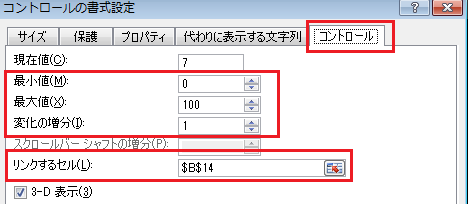 コントロールの書式設定
サイズ 保護 プロパティ 代わりに表示する文字列 コントロール
現在値(C): 7
最小値(M): 0
最大値(X): 100
変化の増分(I): 1
スクロールバー シャフトの増分(P):
リンクするセル(L): $B$14
3-D 表示(3)